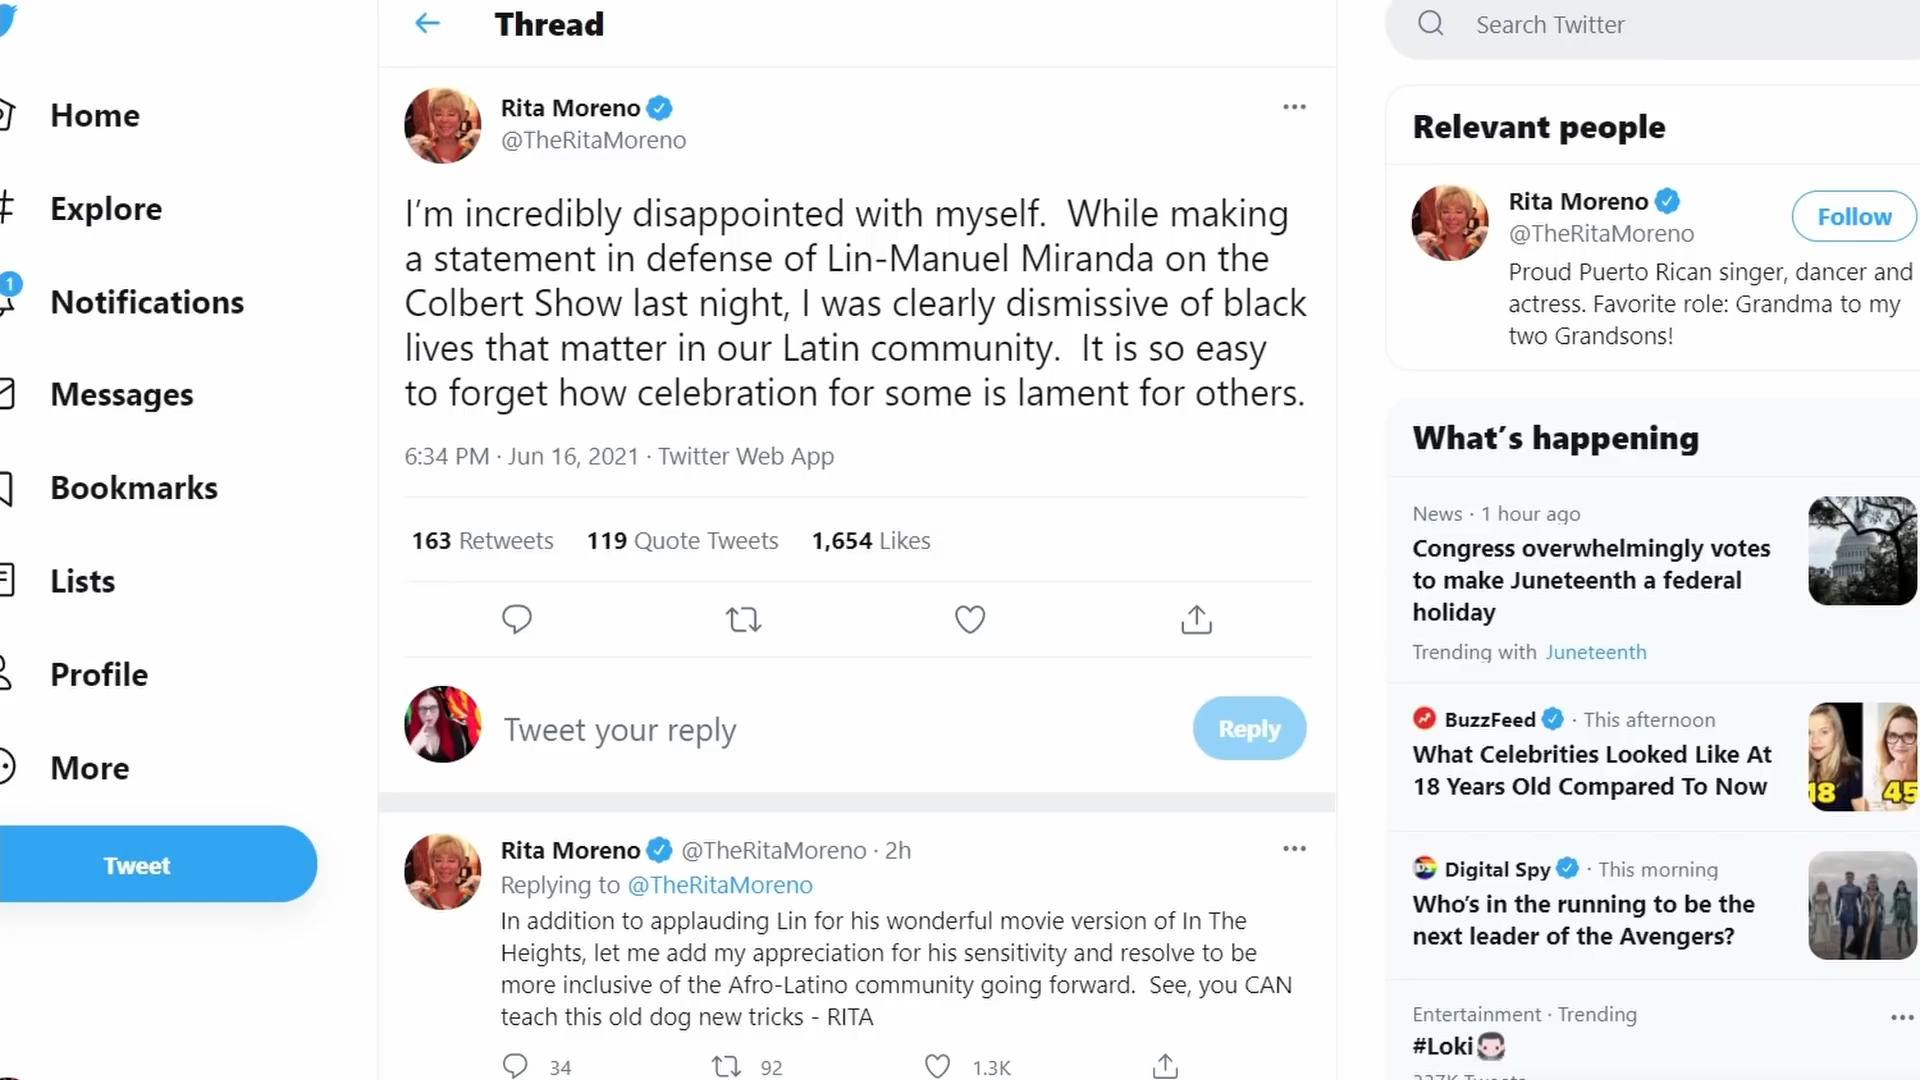 Home
Explore
1
Notifications
Messages
Bookmarks
Lists
Profile
More
Tweet
Thread
Rita Moreno
@TheRitaMoreno
I’m incredibly disappointed with myself.  While making
a statement in defense of Lin-Manuel Miranda on the
Colbert Show last night, I was clearly dismissive of black
lives that matter in our Latin community.  It is so easy
to forget how celebration for some is lament for others.
6:34 PM · Jun 16, 2021 · Twitter Web App
163 Retweets 119 Quote Tweets 1,654 Likes
Tweet your reply
Reply
Rita Moreno @TheRitaMoreno · 2h
Replying to @TheRitaMoreno
In addition to applauding Lin for his wonderful movie version of In The
Heights, let me add my appreciation for his sensitivity and resolve to be
more inclusive of the Afro-Latino community going forward.  See, you CAN
teach this old dog new tricks - RITA
34 92 1.3K
Search Twitter
Relevant people
Rita Moreno
@TheRitaMoreno
Follow
Proud Puerto Rican singer, dancer and
actress. Favorite role: Grandma to my
two Grandsons!
What’s happening
News · 1 hour ago
Congress overwhelmingly votes
to make Juneteenth a federal
holiday
Trending with Juneteenth
BuzzFeed · This afternoon
What Celebrities Looked Like At
18 Years Old Compared To Now
18 45
Digital Spy · This morning
Who’s in the running to be the
next leader of the Avengers?
Entertainment · Trending
#Loki
327K Tweets